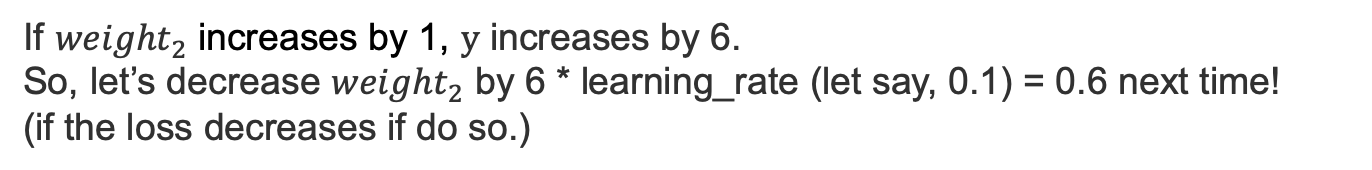 If weight₂ increases by 1, y increases by 6.
So, let's decrease weight₂ by 6 * learning_rate (let say, 0.1) = 0.6 next time!
(if the loss decreases if do so.)